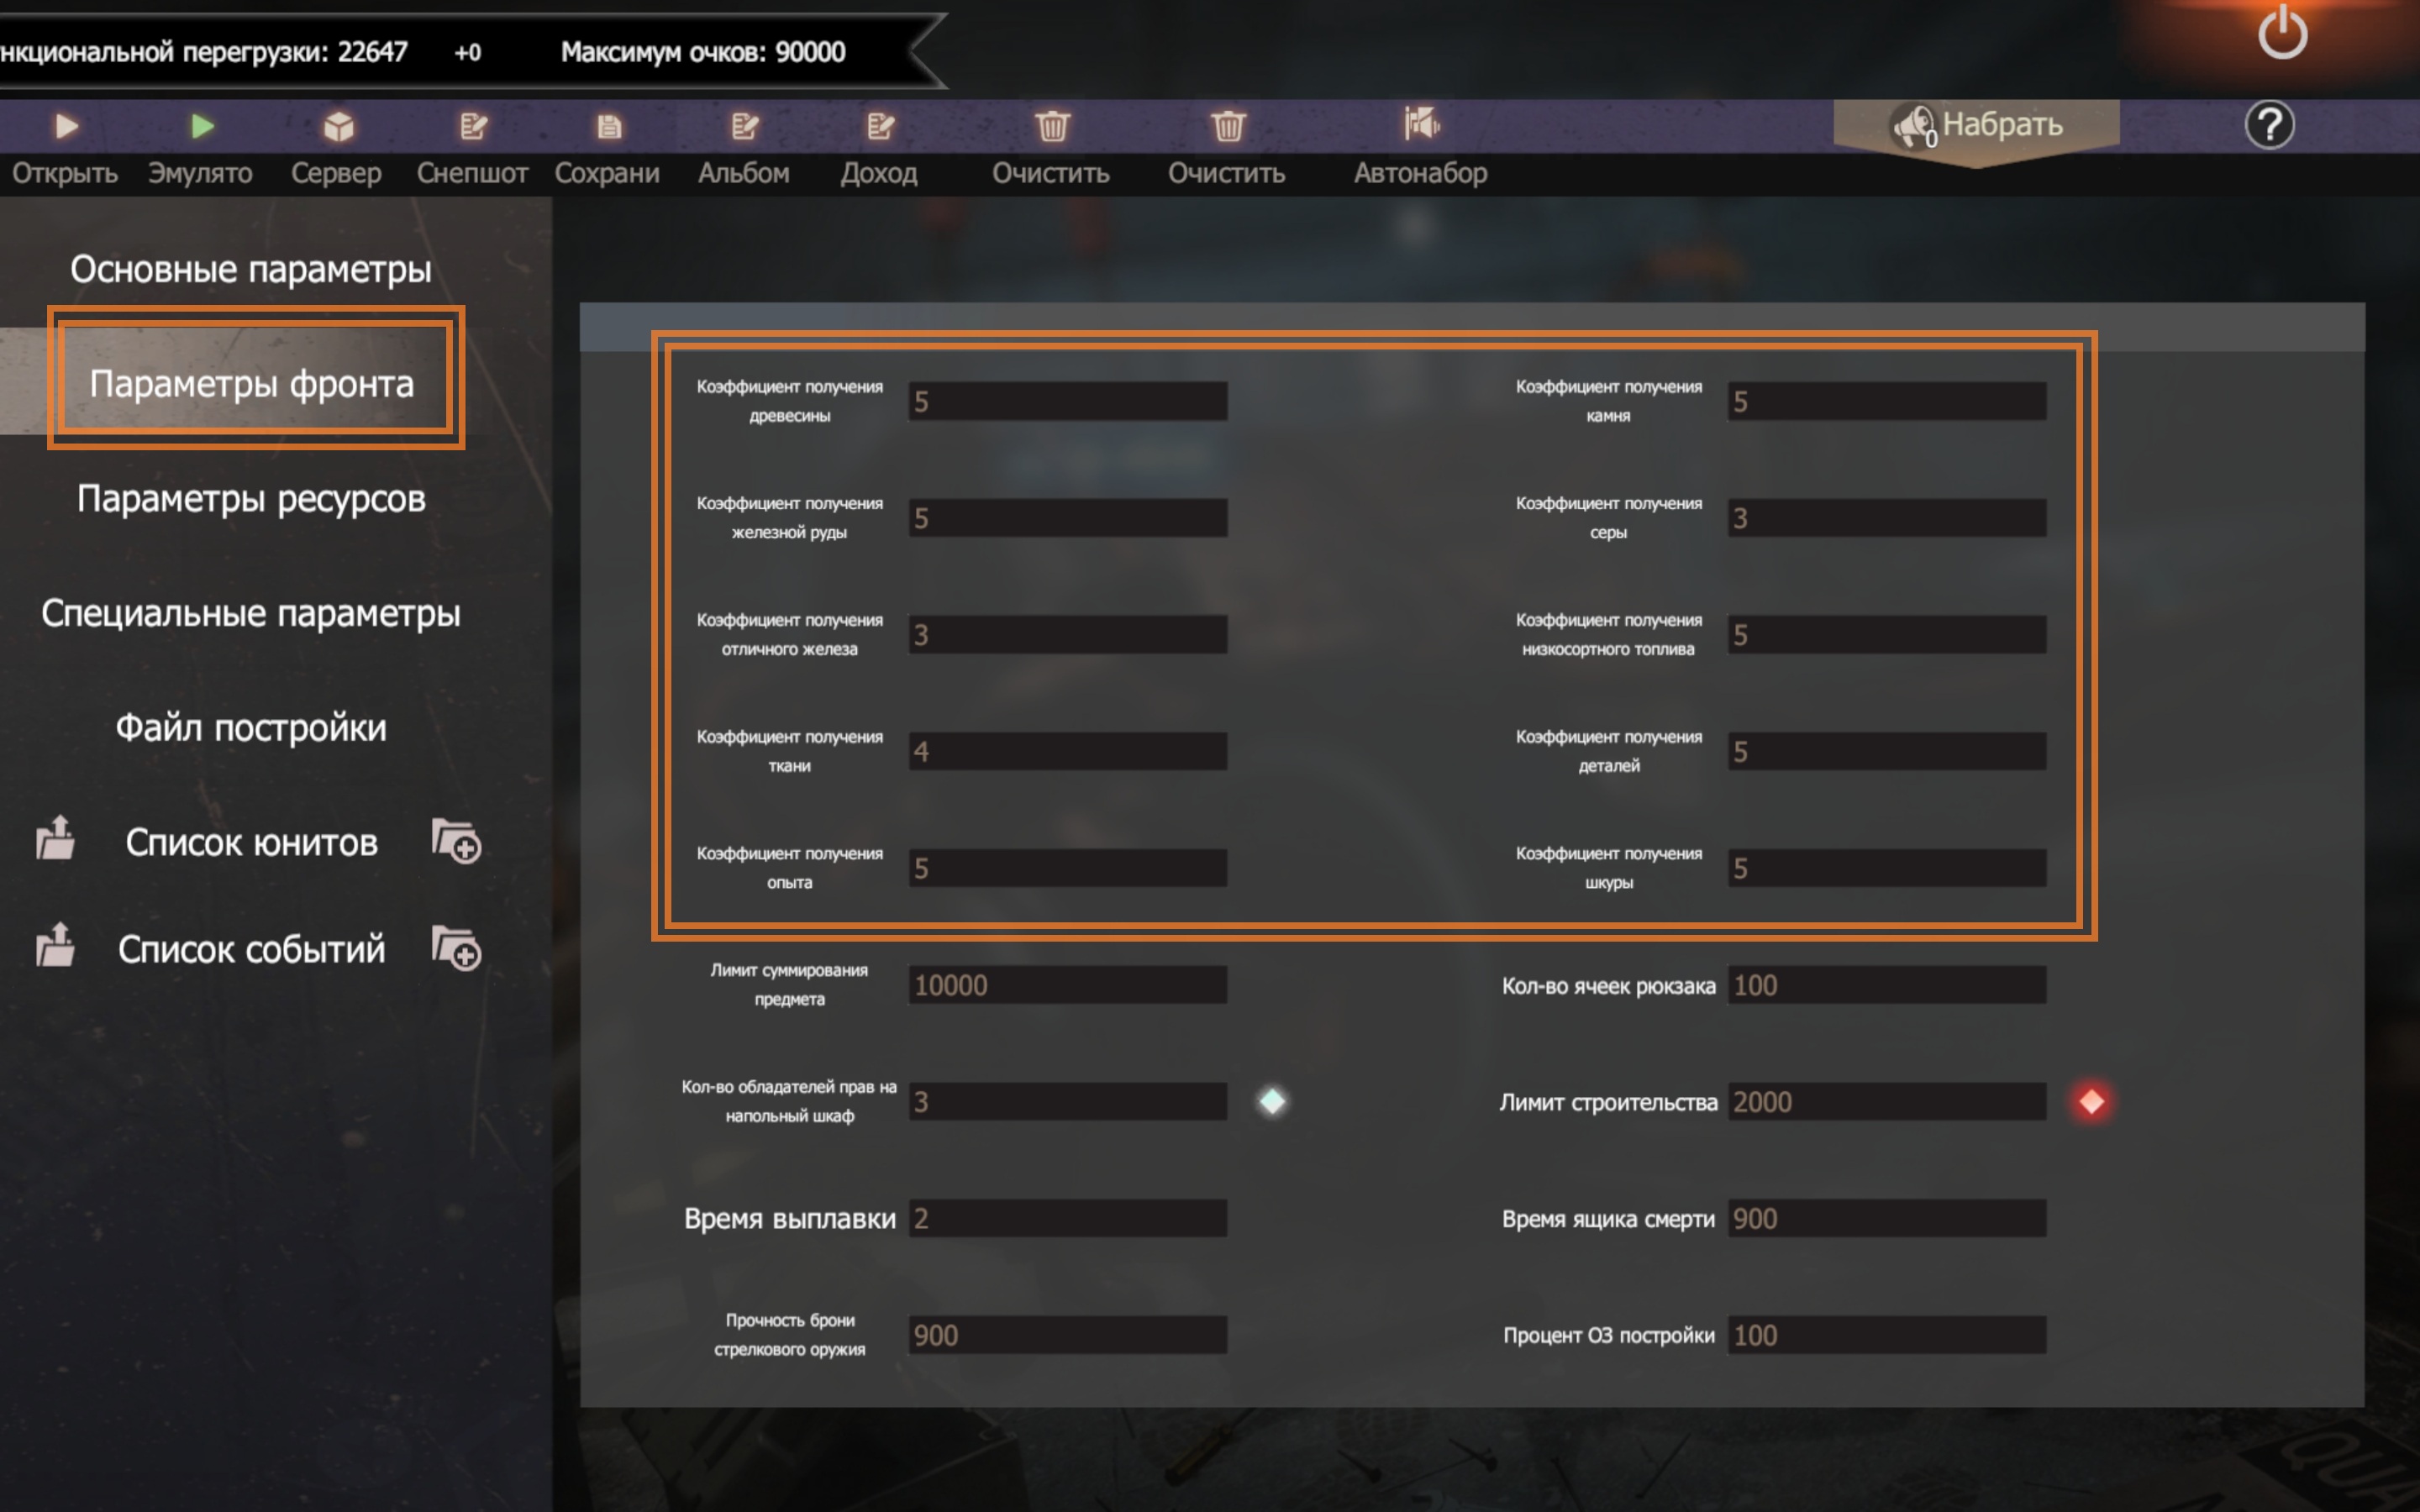 нкциональной перегрузки: 22647 +0 Максимум очков: 90000
Открыть Эмулято Сервер Снепшот Сохрани Альбом Доход Очистить Очистить Автонабор
0 Набрать ?
Основные параметры
Параметры фронта
Параметры ресурсов
Специальные параметры
Файл постройки
Список юнитов
Список событий
Коэффициент получения
древесины
5
Коэффициент получения
камня
5
Коэффициент получения
железной руды
5
Коэффициент получения
серы
3
Коэффициент получения
отличного железа
3
Коэффициент получения
низкосортного топлива
5
Коэффициент получения
ткани
4
Коэффициент получения
деталей
5
Коэффициент получения
опыта
5
Коэффициент получения
шкуры
5
Лимит суммирования
предмета
10000
Кол-во ячеек рюкзака 100
Кол-во обладателей прав на
напольный шкаф
3
Лимит строительства 2000
Время выплавки 2
Время ящика смерти 900
Прочность брони
стрелкового оружия
900
Процент ОЗ постройки 100